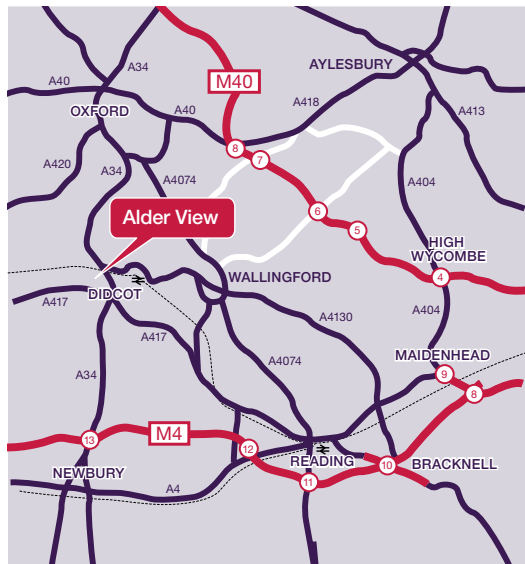 A34
AYLESBURY
A40
M40
A418
A413
OXFORD
A40
8
7
A420
A34
A4074
A404
6
5
Alder View
HIGH
WYCOMBE
4
WALLINGFORD
DIDCOT
A417
A404
A4130
A417
MAIDENHEAD
A4074
A34
9
8
M4
13
12
READING
10
BRACKNELL
NEWBURY
11
A4